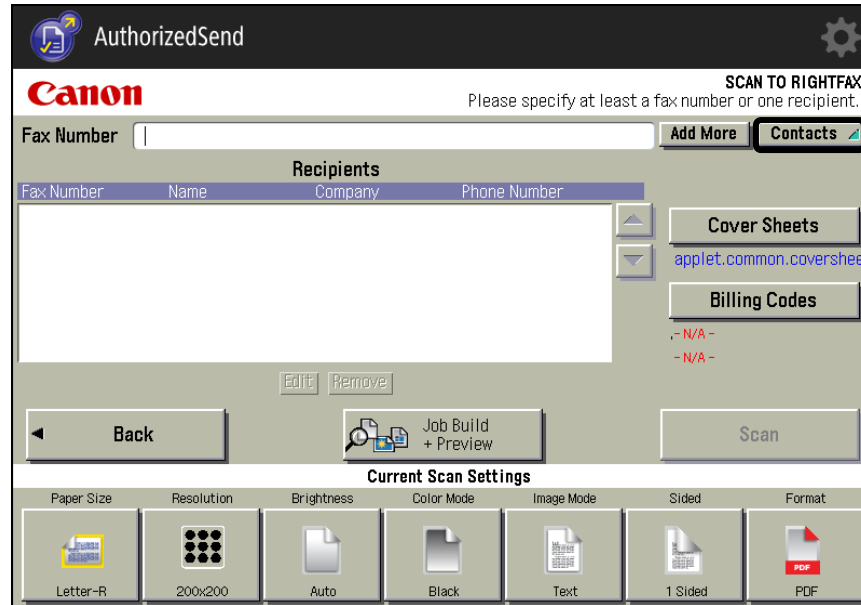 AuthorizedSend
Canon
SCAN TO RIGHTFAX
Please specify at least a fax number or one recipient.
Fax Number Add More Contacts
Recipients
Fax Number Name Company Phone Number
Cover Sheets
applet.common.covershee
Billing Codes
,- N/A -
- N/A -
Edit Remove
Back Job Build + Preview Scan
Current Scan Settings
Paper Size Resolution Brightness Color Mode Image Mode Sided Format
PDF
Letter-R 200x200 Auto Black Text 1 Sided PDF